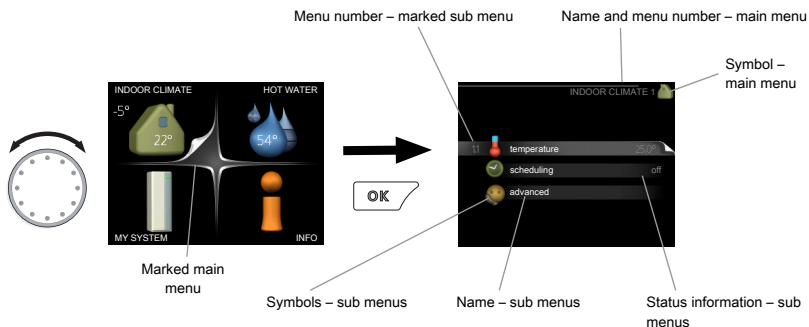 Menu number – marked sub menu
Name and menu number – main menu
Symbol –
main menu
INDOOR CLIMATE
HOT WATER
-5°
22°
54°
MY SYSTEM
INFO
OK
INDOOR CLIMATE 1
1.1
temperature
25.0°
scheduling
off
advanced
Marked main
menu
Symbols – sub menus
Name – sub menus
Status information – sub
menus